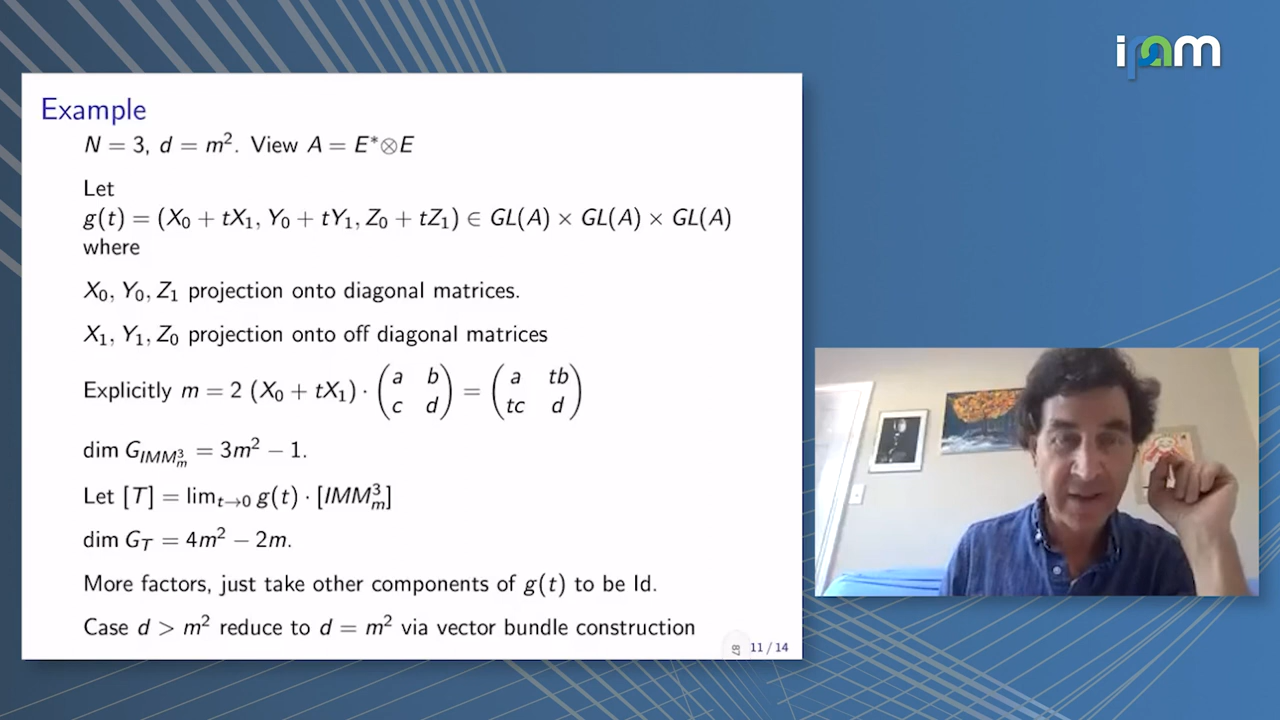 ipam
Example
N = 3, d = m². View A = E*⊗E
Let
g(t) = (X₀ + tX₁, Y₀ + tY₁, Z₀ + tZ₁) ∈ GL(A) × GL(A) × GL(A)
where
X₀, Y₀, Z₁ projection onto diagonal matrices.
X₁, Y₁, Z₀ projection onto off diagonal matrices
Explicitly m = 2 (X₀ + tX₁) · (a b c d) = (a tb tc d)
dim G_{IMM³ₘ} = 3m² − 1.
Let [T] = lim_{t→0} g(t) · [IMM³ₘ]
dim G_T = 4m² − 2m.
More factors, just take other components of g(t) to be Id.
Case d > m² reduce to d = m² via vector bundle construction
87 11 / 14